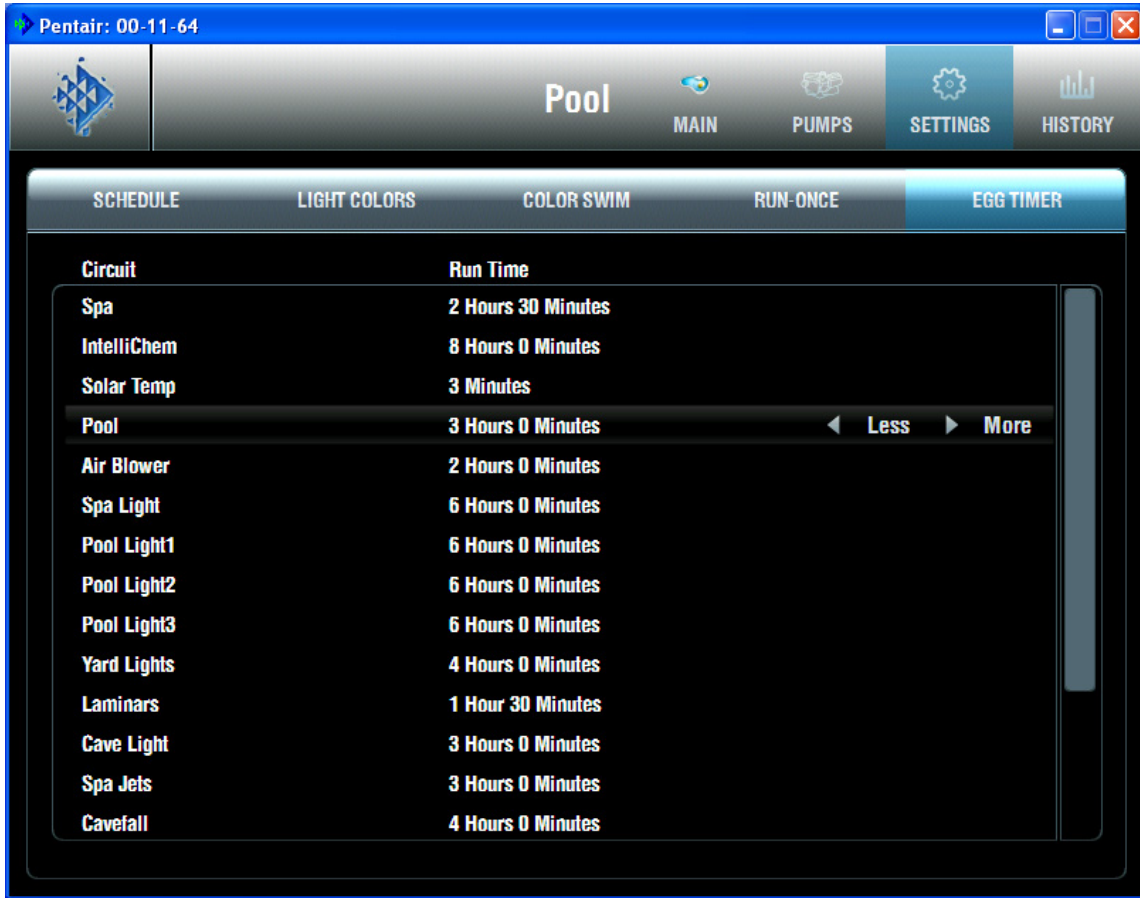 Pentair: 00-11-64
Pool
MAIN PUMPS SETTINGS HISTORY
SCHEDULE LIGHT COLORS COLOR SWIM RUN-ONCE EGG TIMER
Circuit Run Time
Spa 2 Hours 30 Minutes
IntelliChem 8 Hours 0 Minutes
Solar Temp 3 Minutes
Pool 3 Hours 0 Minutes Less More
Air Blower 2 Hours 0 Minutes
Spa Light 6 Hours 0 Minutes
Pool Light1 6 Hours 0 Minutes
Pool Light2 6 Hours 0 Minutes
Pool Light3 6 Hours 0 Minutes
Yard Lights 4 Hours 0 Minutes
Laminars 1 Hour 30 Minutes
Cave Light 3 Hours 0 Minutes
Spa Jets 3 Hours 0 Minutes
Cavefall 4 Hours 0 Minutes